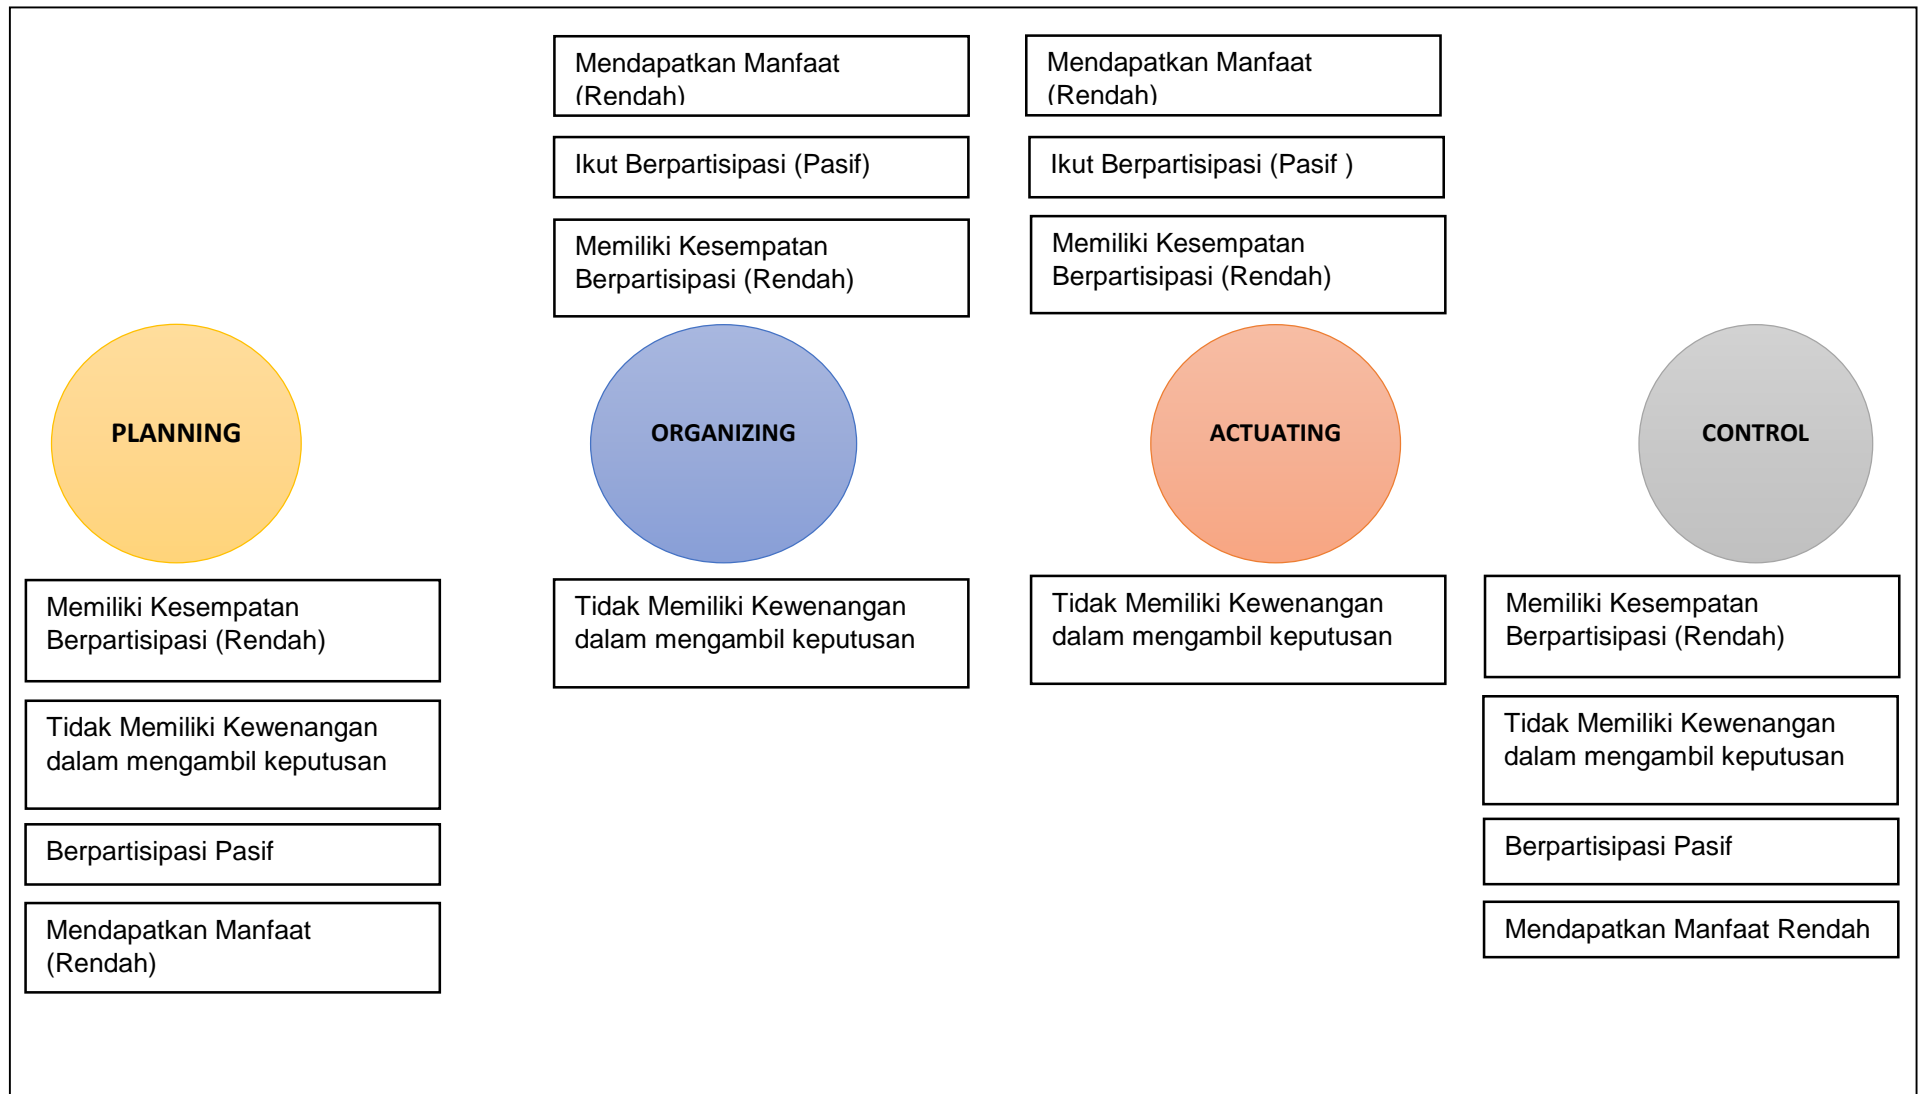 Mendapatkan Manfaat
(Rendah)
Mendapatkan Manfaat
(Rendah)
Ikut Berpartisipasi (Pasif)
Ikut Berpartisipasi (Pasif )
Memiliki Kesempatan
Berpartisipasi (Rendah)
Memiliki Kesempatan
Berpartisipasi (Rendah)
PLANNING
ORGANIZING
ACTUATING
CONTROL
Memiliki Kesempatan
Berpartisipasi (Rendah)
Tidak Memiliki Kewenangan
dalam mengambil keputusan
Berpartisipasi Pasif
Mendapatkan Manfaat
(Rendah)
Tidak Memiliki Kewenangan
dalam mengambil keputusan
Tidak Memiliki Kewenangan
dalam mengambil keputusan
Memiliki Kesempatan
Berpartisipasi (Rendah)
Tidak Memiliki Kewenangan
dalam mengambil keputusan
Berpartisipasi Pasif
Mendapatkan Manfaat Rendah